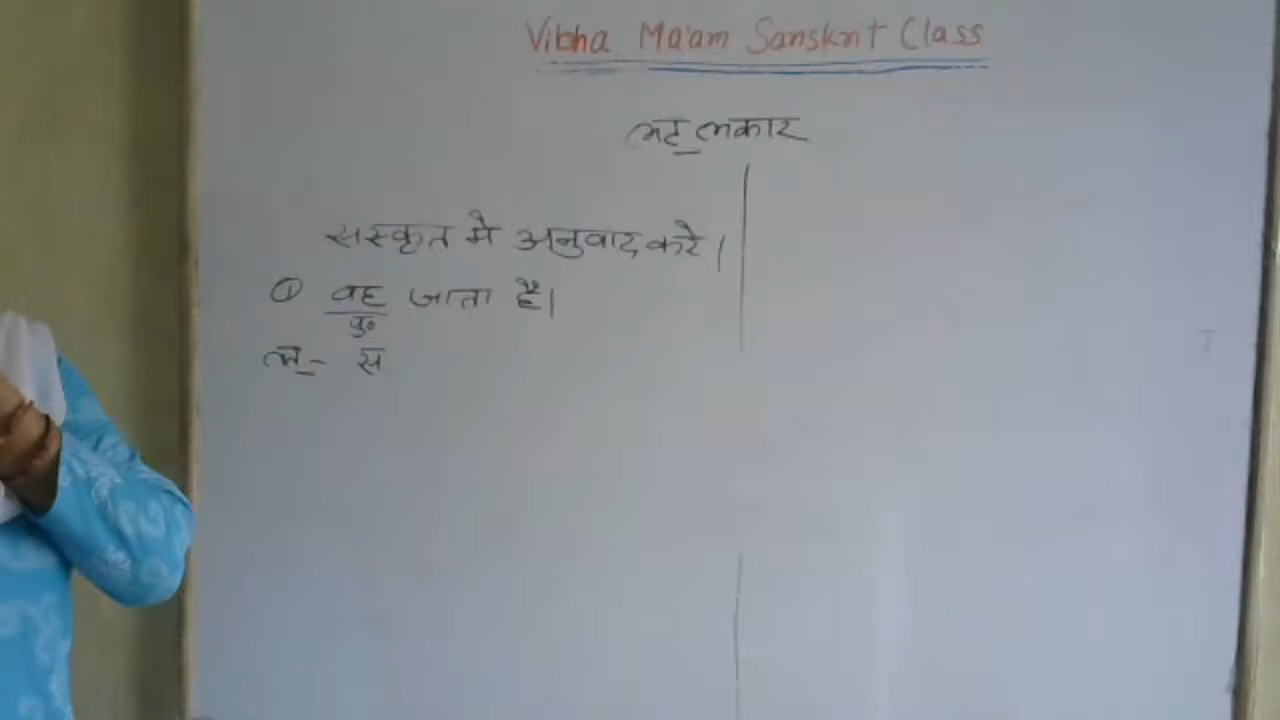 Vibha Ma'am Sanskrit Class
लट् लकार
संस्कृत मे अनुवाद करे।
① वह जाता है।
पु०
स